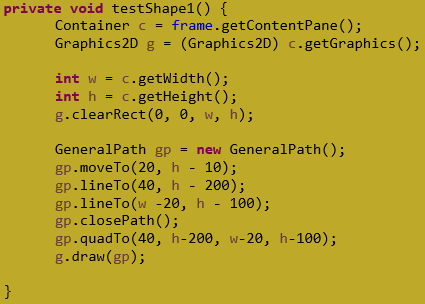 private void testShape1() {
Container c = frame.getContentPane();
Graphics2D g = (Graphics2D) c.getGraphics();
int w = c.getWidth();
int h = c.getHeight();
g.clearRect(0, 0, w, h);
GeneralPath gp = new GeneralPath();
gp.moveTo(20, h - 10);
gp.lineTo(40, h - 200);
gp.lineTo(w -20, h - 100);
gp.closePath();
gp.quadTo(40, h-200, w-20, h-100);
g.draw(gp);
}